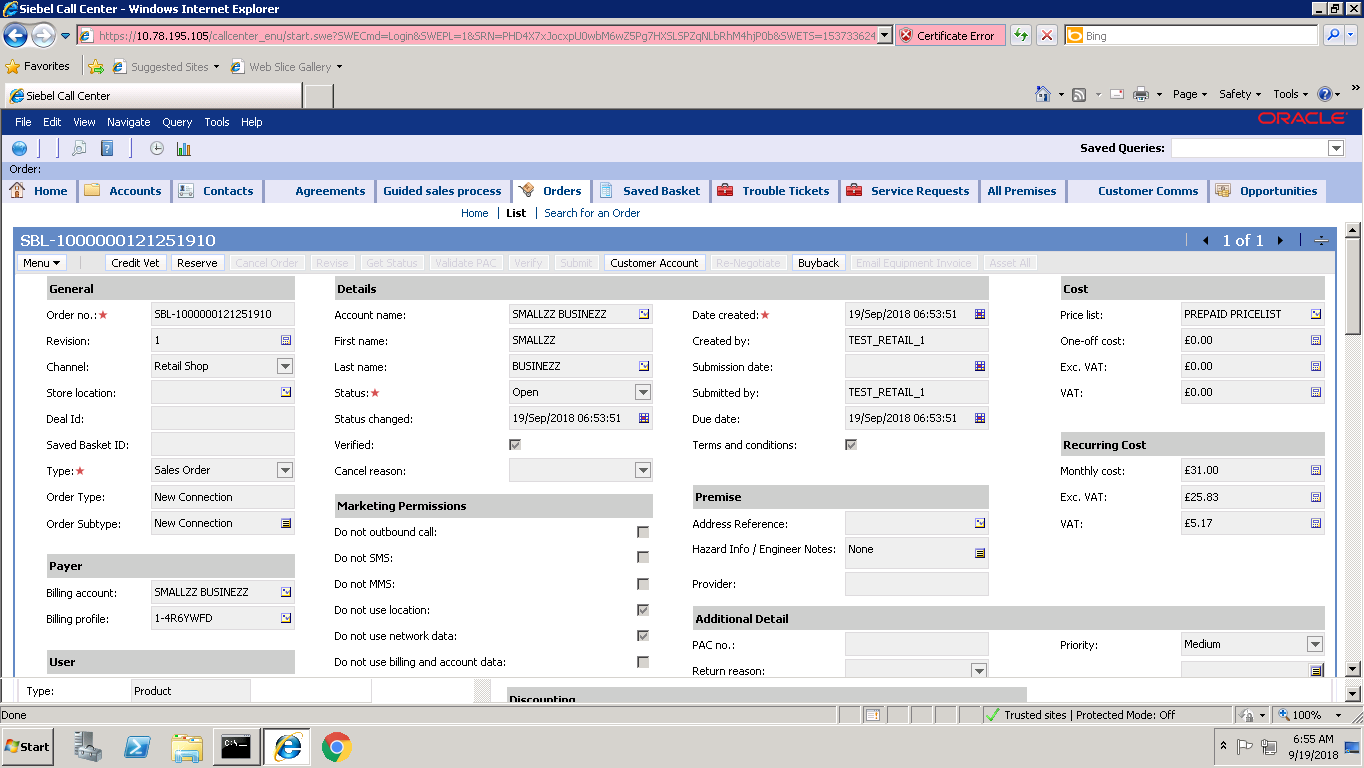 Siebel Call Center - Windows Internet Explorer
https://10.78.195.105/callcenter_enu/start.swe?SWECmd=Login&SWEPL=1&SRN=PHD4X7xJocxpU0wbM6wZ5Pg7HXSLSPZqNLbRhM4hjP0b&SWETS=153733624
Certificate Error
Bing
Favorites
Suggested Sites
Web Slice Gallery
Siebel Call Center
Page Safety Tools
File Edit View Navigate Query Tools Help
ORACLE
Saved Queries:
Order:
Home Accounts Contacts Agreements Guided sales process Orders Saved Basket Trouble Tickets Service Requests All Premises Customer Comms Opportunities
Home List Search for an Order
SBL-1000000121251910
1 of 1
Menu Credit Vet Reserve Cancel Order Revise Get Status Validate PAC Verify Submit Customer Account Re-Negotiate Buyback Email Equipment Invoice Asset All
General
Order no.:★ SBL-1000000121251910
Revision: 1
Channel: Retail Shop
Store location:
Deal Id:
Saved Basket ID:
Type:★ Sales Order
Order Type: New Connection
Order Subtype: New Connection
Payer
Billing account: SMALLZZ BUSINEZZ
Billing profile: 1-4R6YWFD
User
Details
Account name: SMALLZZ BUSINEZZ
First name: SMALLZZ
Last name: BUSINEZZ
Status:★ Open
Status changed: 19/Sep/2018 06:53:51
Verified:
Cancel reason:
Date created:★ 19/Sep/2018 06:53:51
Created by: TEST_RETAIL_1
Submission date:
Submitted by: TEST_RETAIL_1
Due date: 19/Sep/2018 06:53:51
Terms and conditions:
Marketing Permissions
Do not outbound call:
Do not SMS:
Do not MMS:
Do not use location:
Do not use network data:
Do not use billing and account data:
Premise
Address Reference:
Hazard Info / Engineer Notes: None
Provider:
Additional Detail
PAC no.:
Return reason:
Priority: Medium
Cost
Price list: PREPAID PRICELIST
One-off cost: £0.00
Exc. VAT: £0.00
VAT: £0.00
Recurring Cost
Monthly cost: £31.00
Exc. VAT: £25.83
VAT: £5.17
Type: Product
Discounting
Done
Trusted sites | Protected Mode: Off
100%
Start
C:\
6:55 AM
9/19/2018